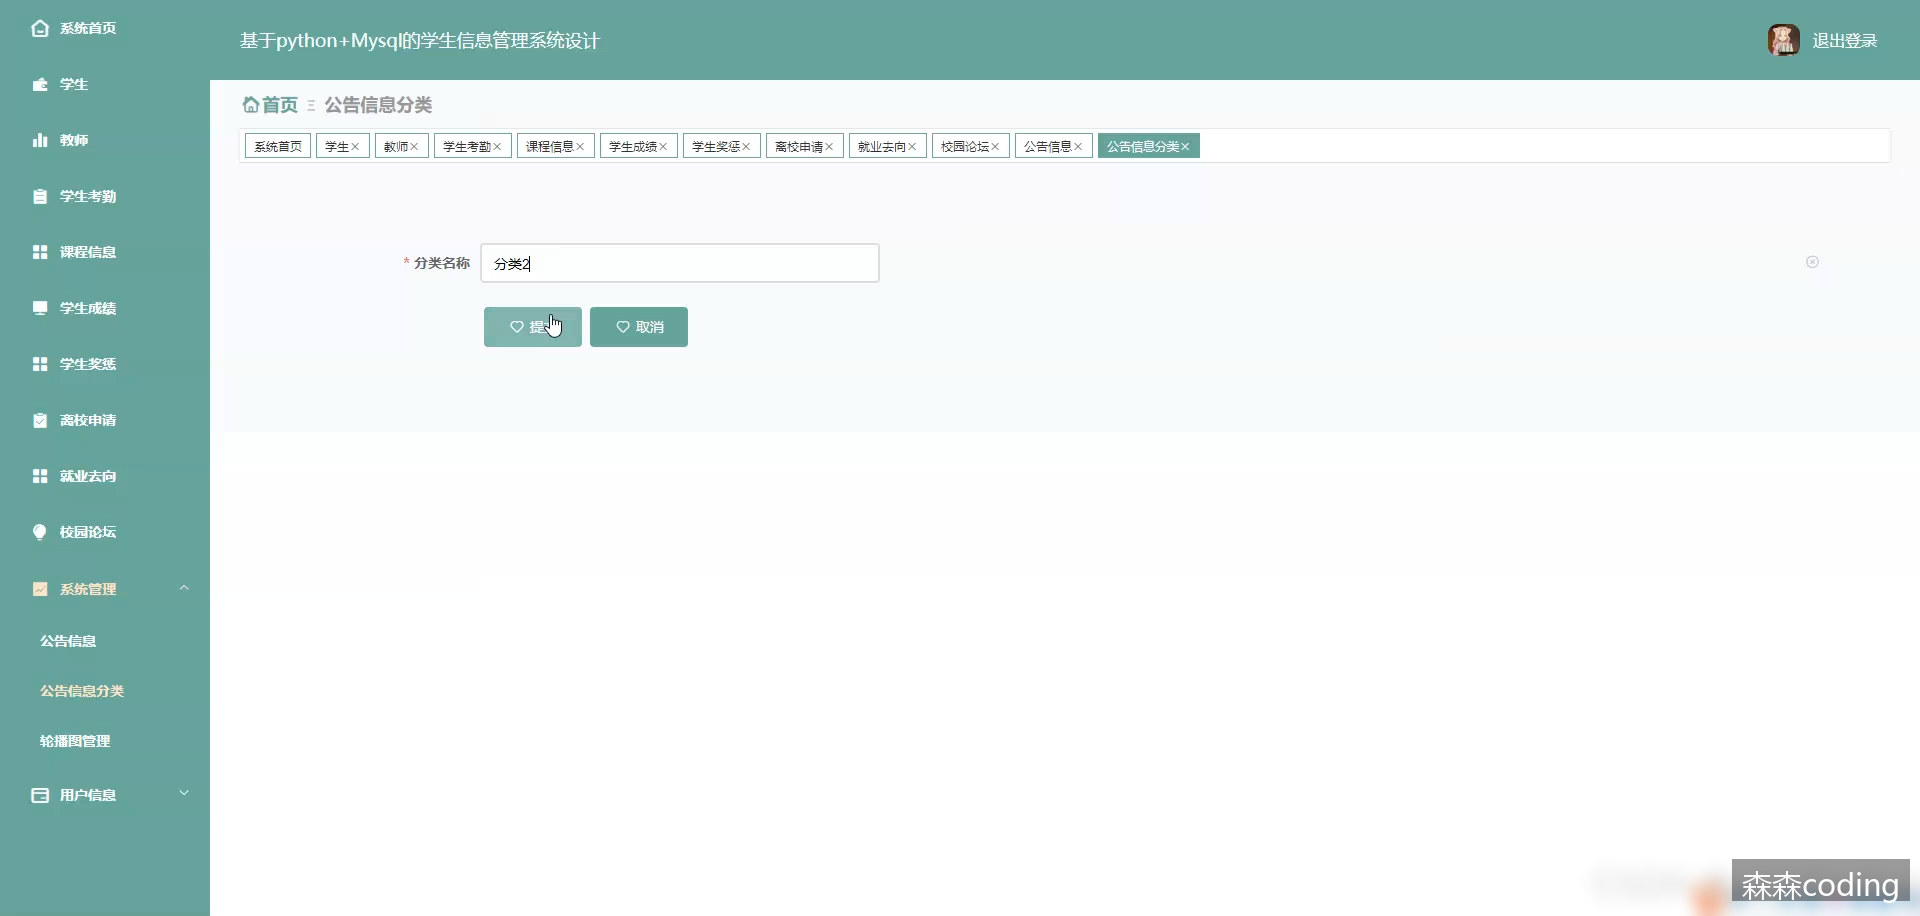 系统首页
学生
教师
学生考勤
课程信息
学生成绩
学生奖惩
离校申请
就业去向
校园论坛
系统管理
公告信息
公告信息分类
轮播图管理
用户信息
基于python+Mysql的学生信息管理系统设计
退出登录
首页 公告信息分类
系统首页 学生 教师 学生考勤 课程信息 学生成绩 学生奖惩 离校申请 就业去向 校园论坛 公告信息 公告信息分类
* 分类名称 分类2
提 取消
森森coding